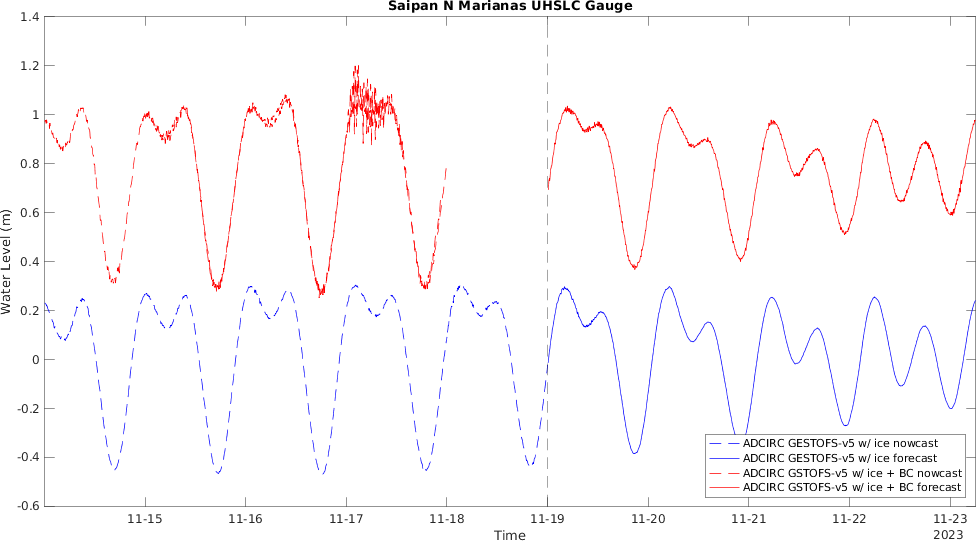 Saipan N Marianas UHSLC Gauge
Water Level (m)
1.4
1.2
1
0.8
0.6
0.4
0.2
0
-0.2
-0.4
-0.6
ADCIRC GESTOFS-v5 w/ ice nowcast
ADCIRC GESTOFS-v5 w/ ice forecast
ADCIRC GSTOFS-v5 w/ ice + BC nowcast
ADCIRC GSTOFS-v5 w/ ice + BC forecast
11-15 11-16 11-17 11-18 11-19 11-20 11-21 11-22 11-23
2023
Time